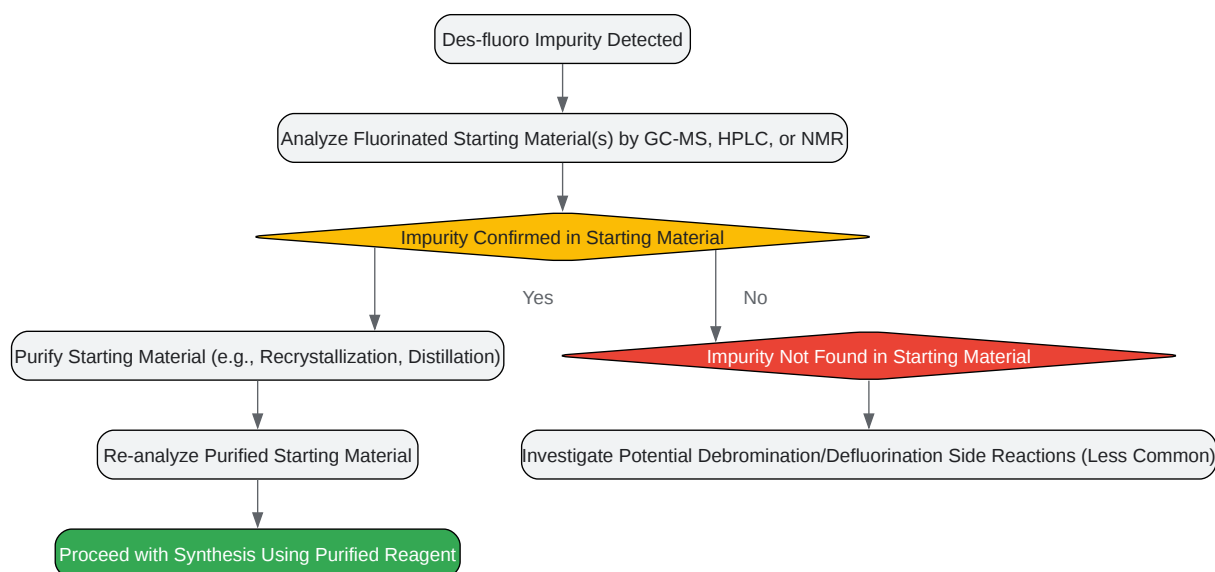 Des-fluoro Impurity Detected
Analyze Fluorinated Starting Material(s) by GC-MS, HPLC, or NMR
Impurity Confirmed in Starting Material
Yes
No
Purify Starting Material (e.g., Recrystallization, Distillation)
Impurity Not Found in Starting Material
Re-analyze Purified Starting Material
Investigate Potential Debromination/Defluorination Side Reactions (Less Common)
Proceed with Synthesis Using Purified Reagent